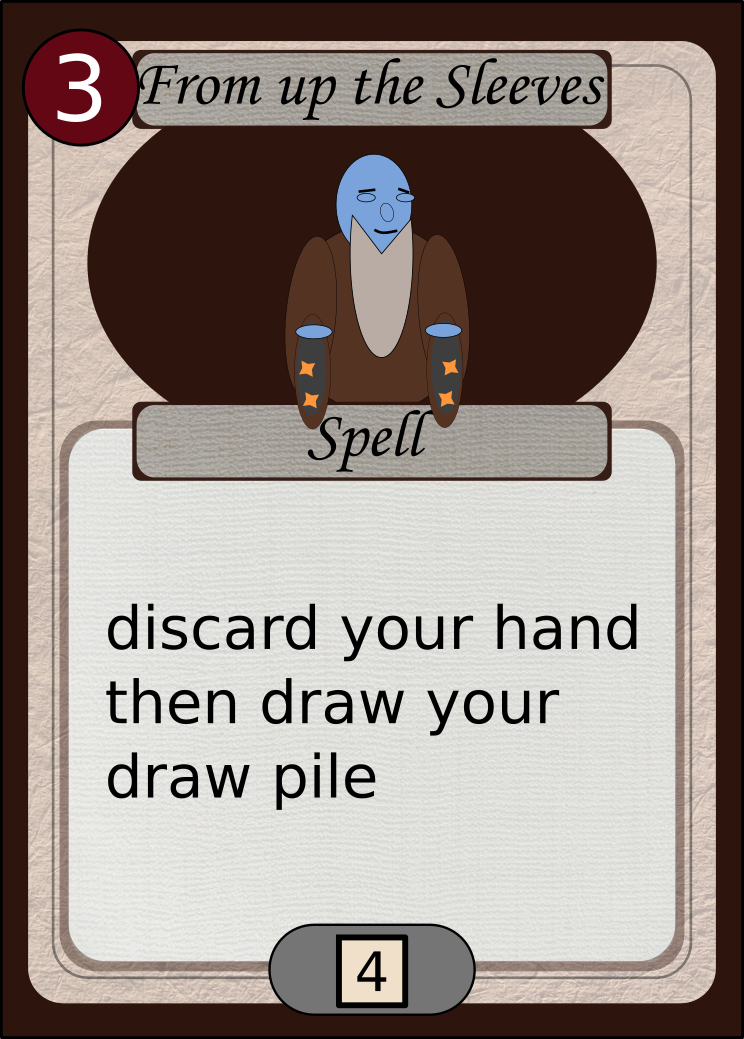 3
From up the Sleeves
Spell
discard your hand
then draw your
draw pile
4